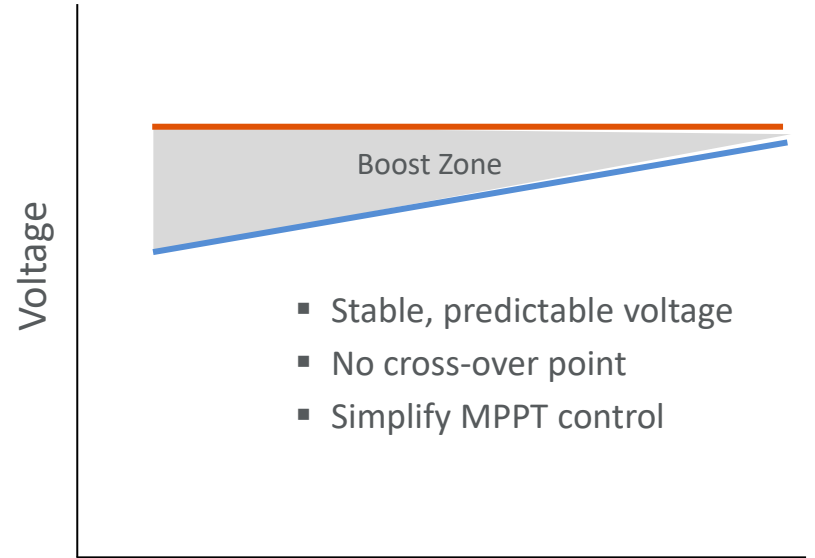 Boost Zone
Voltage
▪ Stable, predictable voltage
▪ No cross-over point
▪ Simplify MPPT control